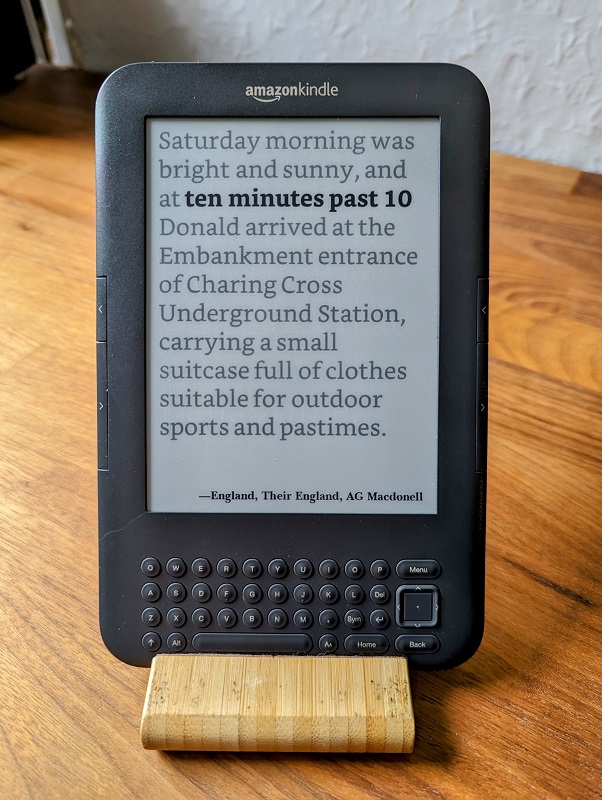 amazonkindle
Saturday morning was
bright and sunny, and
at ten minutes past 10
Donald arrived at the
Embankment entrance
of Charing Cross
Underground Station,
carrying a small
suitcase full of clothes
suitable for outdoor
sports and pastimes.
—England, Their England, AG Macdonell
Q W E R T Y U I O P Menu
A S D F G H J K L Del
Z X C V B N M . Sym
Alt Aa Home Back